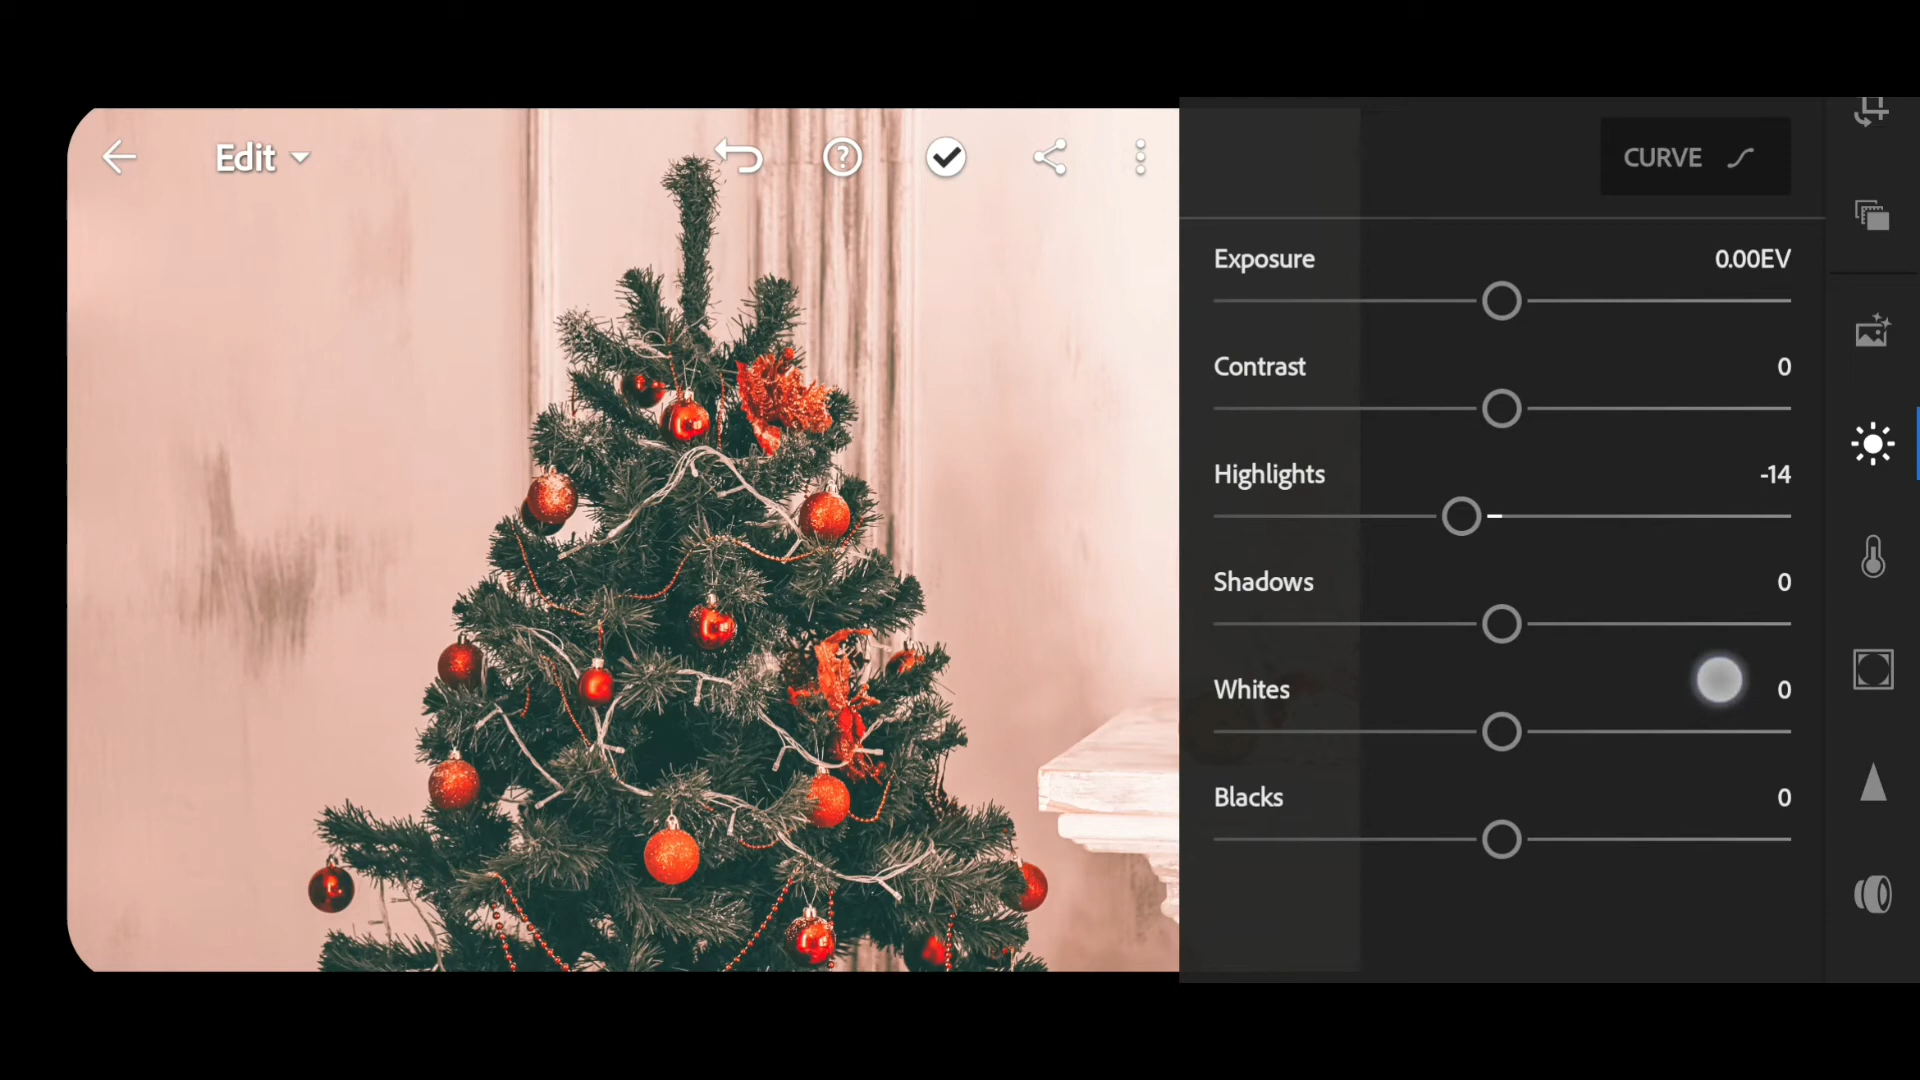 Edit
CURVE
Exposure 0.00EV
Contrast 0
Highlights -14
Shadows 0
Whites 0
Blacks 0